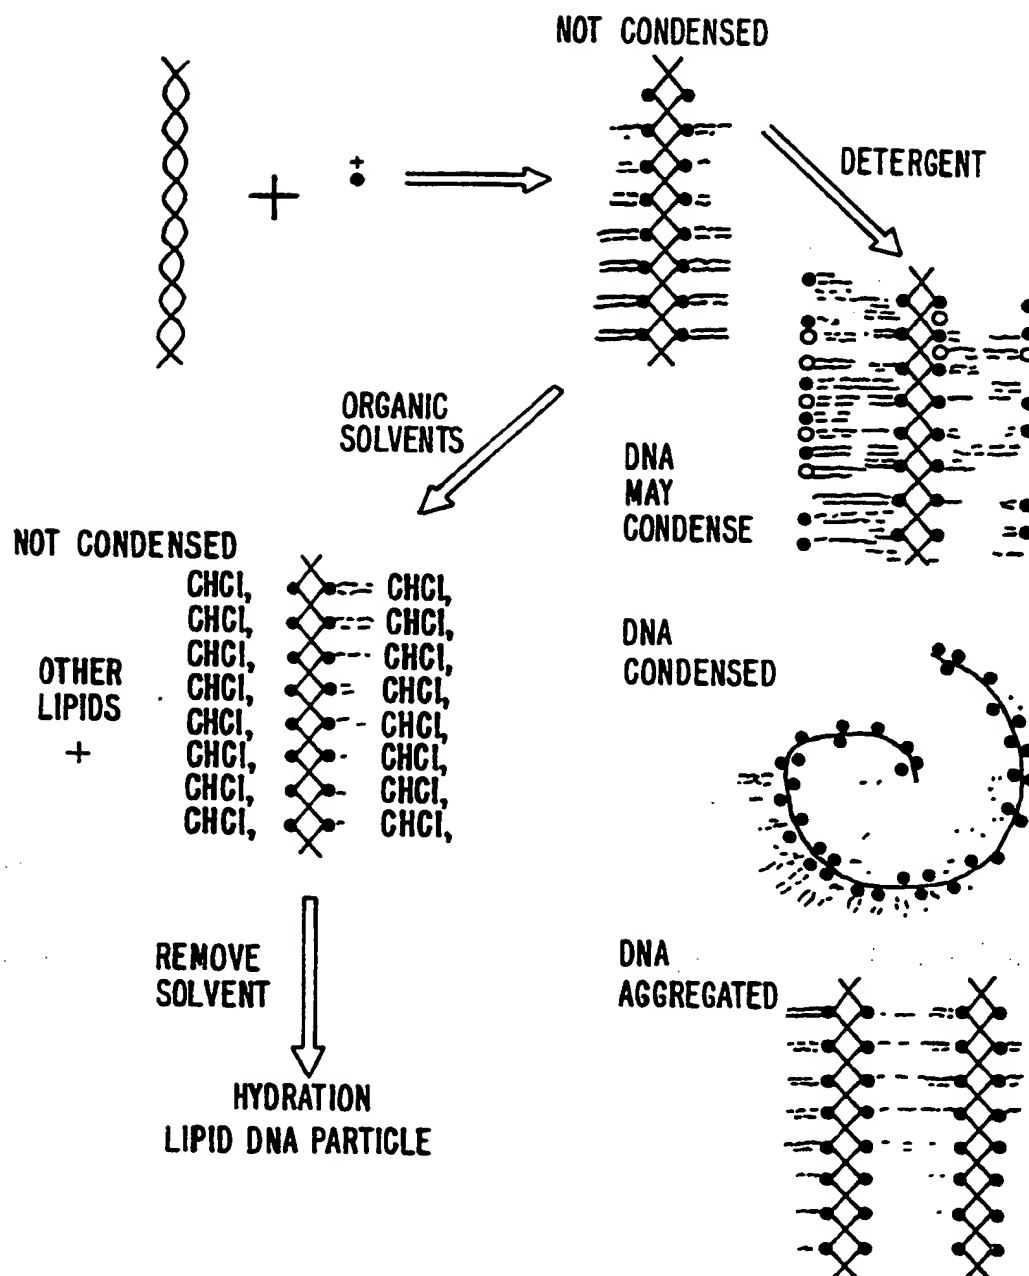 NOT CONDENSED
+
+
DETERGENT
ORGANIC
SOLVENTS
DNA
MAY
CONDENSE
NOT CONDENSED
CHCl, CHCl,
CHCl, CHCl,
CHCl, CHCl,
CHCl, CHCl,
CHCl, CHCl,
CHCl, CHCl,
CHCl, CHCl,
CHCl, CHCl,
OTHER
LIPIDS
+
DNA
CONDENSED
REMOVE
SOLVENT
DNA
AGGREGATED
HYDRATION
LIPID DNA PARTICLE